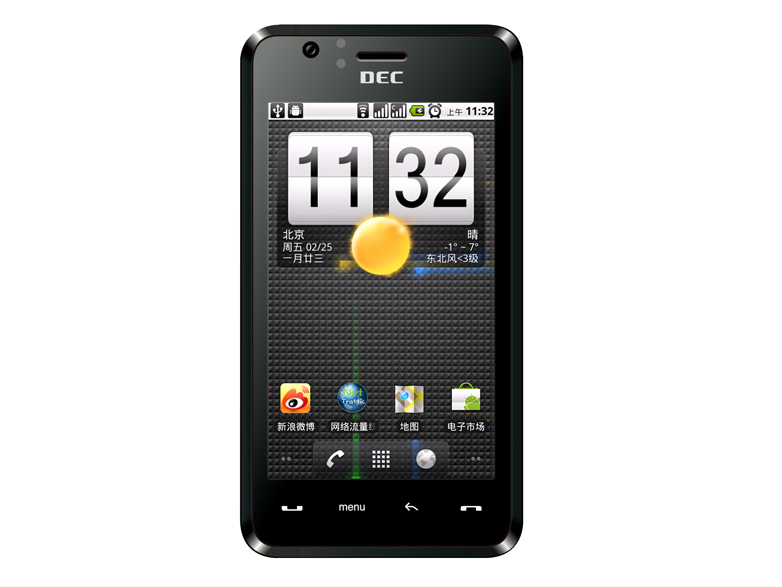 DEC
上午 11:32
11 32
北京
晴
周五 02/25
-1° ~ 7°
一月廿三
东北风<3级
Net
Traffic
新浪微博
网络流量
地图
电子市场
menu